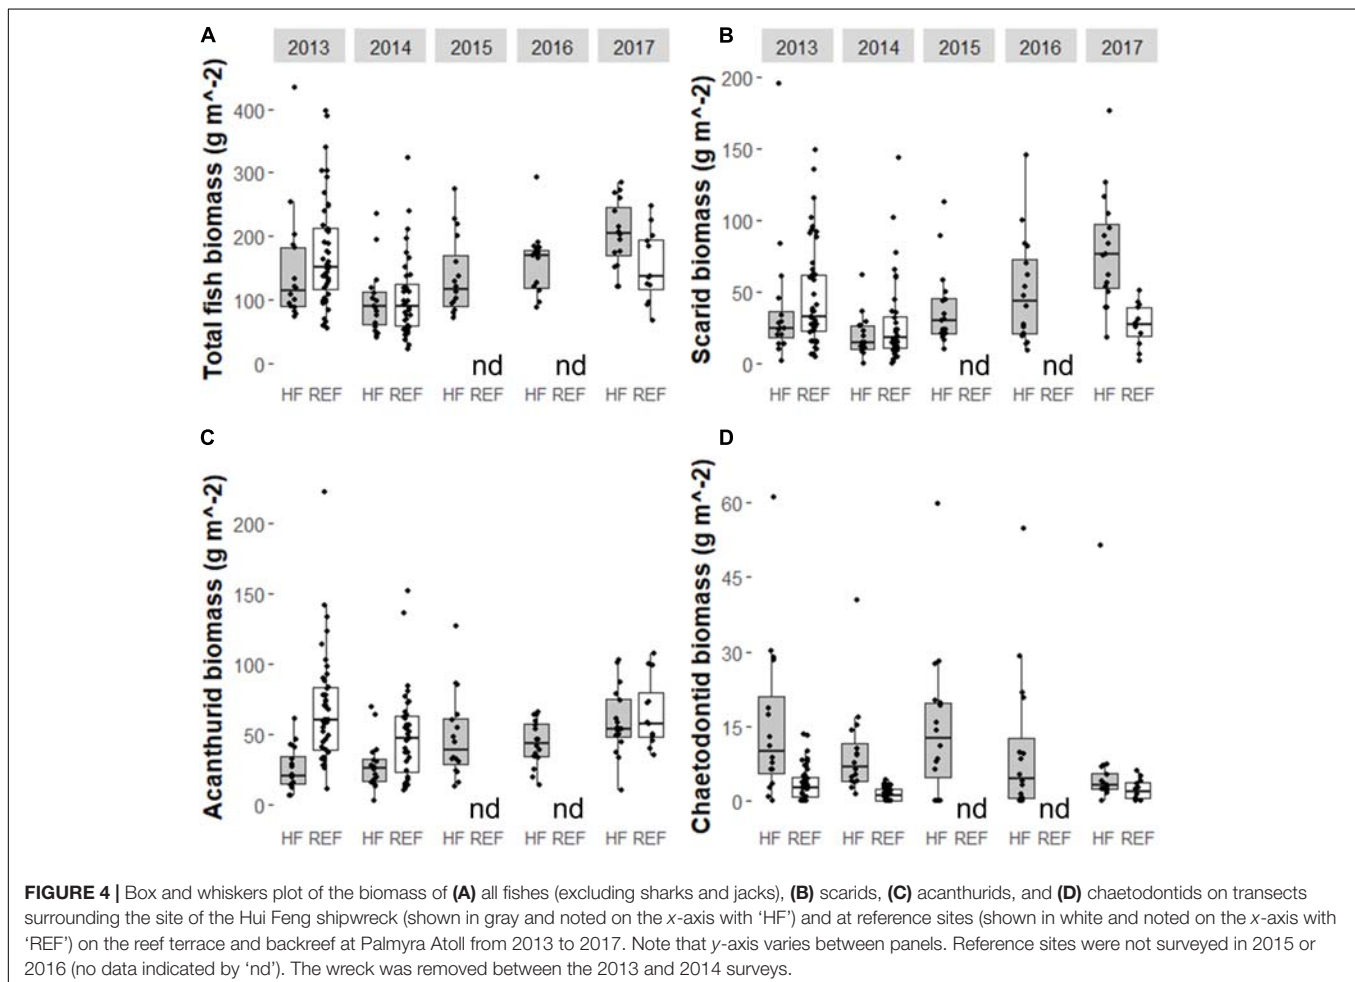 A
2013 2014 2015 2016 2017
Total fish biomass (g m^-2)
400
300
200
100
0
nd nd
HF REF HF REF HF REF HF REF HF REF
B
2013 2014 2015 2016 2017
Scarid biomass (g m^-2)
200
150
100
50
0
nd nd
HF REF HF REF HF REF HF REF HF REF
C
Acanthurid biomass (g m^-2)
200
150
100
50
0
nd nd
HF REF HF REF HF REF HF REF HF REF
D
Chaetodontid biomass (g m^-2)
60
45
30
15
0
nd nd
HF REF HF REF HF REF HF REF HF REF
FIGURE 4 | Box and whiskers plot of the biomass of (A) all fishes (excluding sharks and jacks), (B) scarids, (C) acanthurids, and (D) chaetodontids on transects
surrounding the site of the Hui Feng shipwreck (shown in gray and noted on the x-axis with ‘HF’) and at reference sites (shown in white and noted on the x-axis with
‘REF’) on the reef terrace and backreef at Palmyra Atoll from 2013 to 2017. Note that y-axis varies between panels. Reference sites were not surveyed in 2015 or
2016 (no data indicated by ‘nd’). The wreck was removed between the 2013 and 2014 surveys.